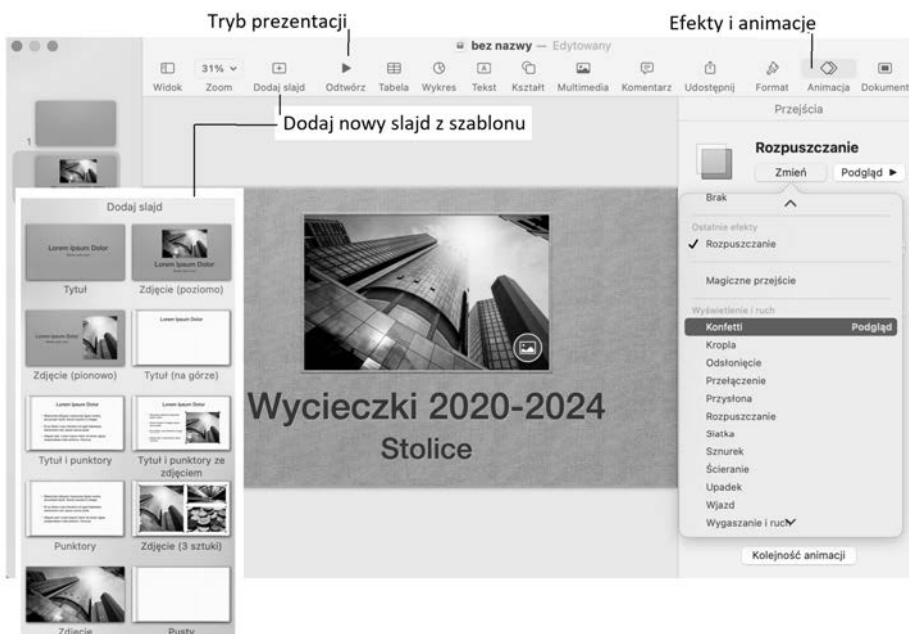 Tryb prezentacji
Efekty i animacje
bez nazwy — Edytowany
31%
Widok Zoom Dodaj slajd Odtwórz Tabela Wykres Tekst Kształt Multimedia Komentarz Udostępnij Format Animacja Dokument
Przejścia
Dodaj nowy slajd z szablonu
1
Rozpuszczanie
Zmień Podgląd
Brak
Ostatnie efekty
Rozpuszczanie
Magiczne przejście
Wyświetlenie i ruch
Konfetti Podgląd
Kropla
Odsłonięcie
Przełączenie
Przysłona
Rozpuszczanie
Siatka
Sznurek
Ścieranie
Upadek
Wjazd
Wygaszanie i ruch
Kolejność animacji
Dodaj slajd
Lorem Ipsum Dolor
Lorem Ipsum Dolor
Tytuł Zdjęcie (poziomo)
Lorem Ipsum Dolor
Zdjęcie (pionowo) Tytuł (na górze)
Lorem Ipsum Dolor
Lorem Ipsum Dolor
Tytuł i punktory Tytuł i punktory ze
zdjęciem
Punktory Zdjęcie (3 sztuki)
Zdjęcie Pusty
Wycieczki 2020-2024
Stolice